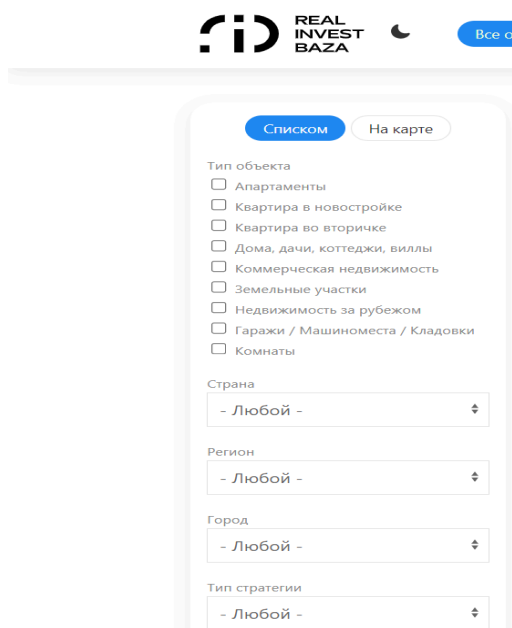 REAL
INVEST
BAZA
Все о
Списком
На карте
Тип объекта
Апартаменты
Квартира в новостройке
Квартира во вторичке
Дома, дачи, коттеджи, виллы
Коммерческая недвижимость
Земельные участки
Недвижимость за рубежом
Гаражи / Машиноместа / Кладовки
Комнаты
Страна
- Любой -
Регион
- Любой -
Город
- Любой -
Тип стратегии
- Любой -